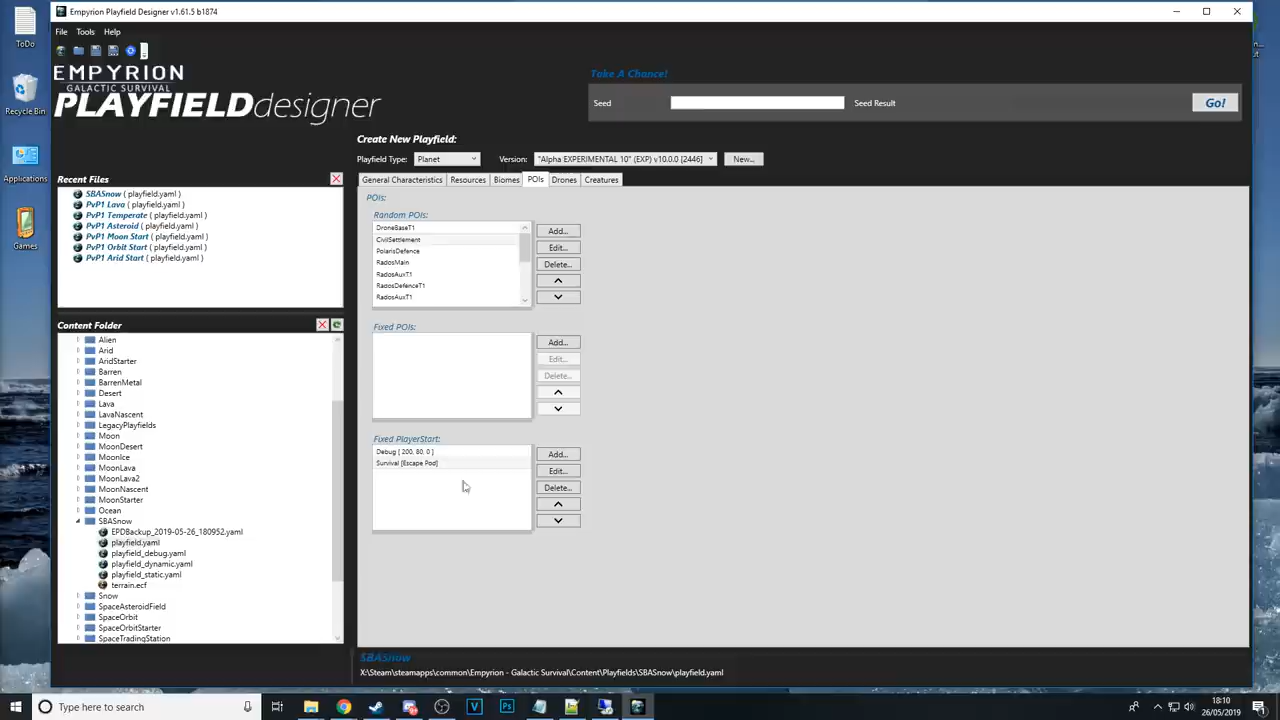 Empyrion Playfield Designer v1.61.5 b1874
ToDo
File Tools Help
EMPYRION
GALACTIC SURVIVAL
PLAYFIELDdesigner
Take A Chance!
Seed
Seed Result
Go!
Recycle Bin
Create New Playfield:
Playfield Type: Planet Version: "Alpha EXPERIMENTAL 10" (EXP) v10.0.0 [2446] New...
General Characteristics Resources Biomes POIs Drones Creatures
Applications
Games
Recent Files
SBASnow ( playfield.yaml )
PvP1 Lava ( playfield.yaml )
PvP1 Temperate ( playfield.yaml )
PvP1 Asteroid ( playfield.yaml )
PvP1 Moon Start ( playfield.yaml )
PvP1 Orbit Start ( playfield.yaml )
PvP1 Arid Start ( playfield.yaml )
Content Folder
Alien
Arid
AridStarter
Barren
BarrenMetal
Desert
Lava
LavaNascent
LegacyPlayfields
Moon
MoonDesert
MoonIce
MoonLava
MoonLava2
MoonNascent
MoonStarter
Ocean
SBASnow
EPDBackup_2019-05-26_180952.yaml
playfield.yaml
playfield_debug.yaml
playfield_dynamic.yaml
playfield_static.yaml
terrain.ecf
Snow
SpaceAsteroidField
SpaceOrbit
SpaceOrbitStarter
SpaceTradingStation
POIs:
Random POIs:
DroneBaseT1
CivilSettlement
PolarisDefence
RadosMain
RadosAuxT1
RadosDefenceT1
RadosAuxT1
Add...
Edit...
Delete...
Fixed POIs:
Add...
Edit...
Delete...
Fixed PlayerStart:
Debug [ 200, 80, 0 ]
Survival [Escape Pod]
Add...
Edit...
Delete...
SBASnow
X:\Steam\steamapps\common\Empyrion - Galactic Survival\Content\Playfields\SBASnow\playfield.yaml
Type here to search
18:10
26/05/2019